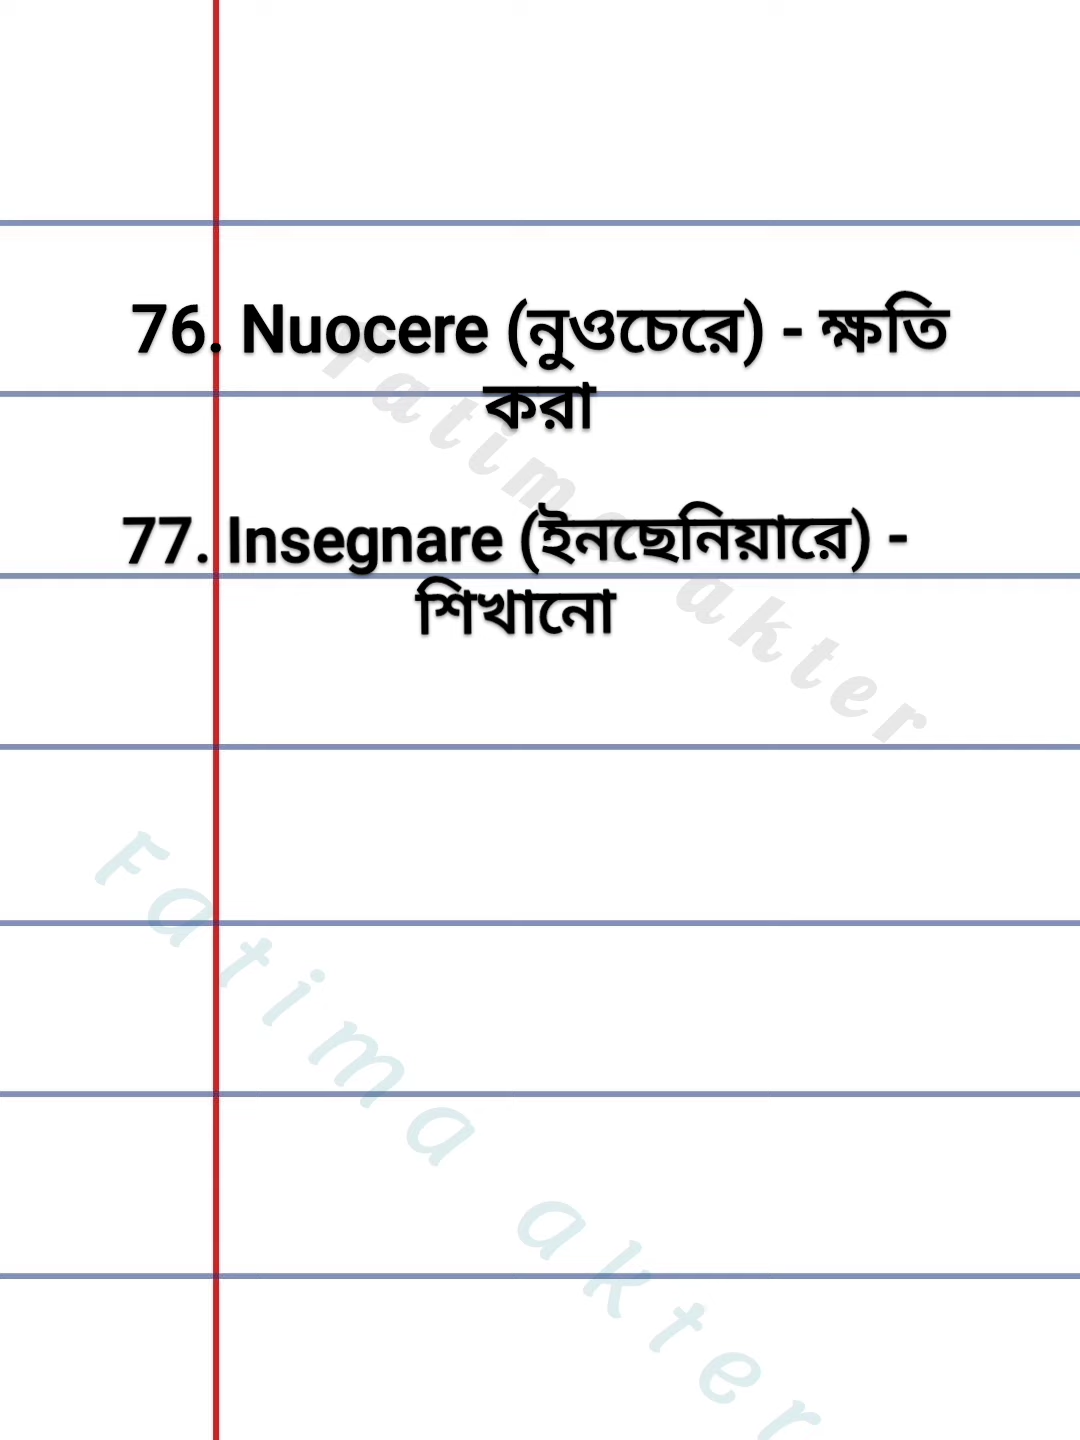 76. Nuocere (নুওচেরে) - ক্ষতি
করা
77. Insegnare (ইনছেনিয়ারে) -
শিখানো
Fatima akter
Fatima akter